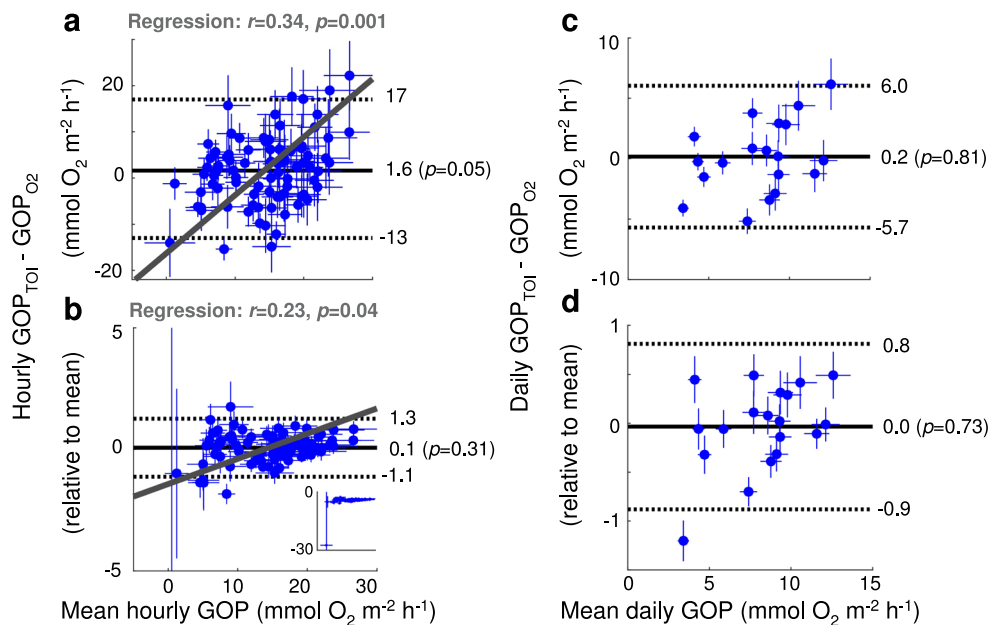 a
Regression: r=0.34, p=0.001
Hourly GOP_TOI - GOP_O2
(mmol O₂ m⁻² h⁻¹)
20
0
-20
17
1.6 (p=0.05)
-13
0
10
20
30
b
Regression: r=0.23, p=0.04
(relative to mean)
5
0
-5
1.3
0.1 (p=0.31)
-1.1
0
-30
0
10
20
30
Mean hourly GOP (mmol O₂ m⁻² h⁻¹)
c
Daily GOP_TOI - GOP_O2
(mmol O₂ m⁻² h⁻¹)
10
0
-10
6.0
0.2 (p=0.81)
-5.7
d
(relative to mean)
1
0
-1
0.8
0.0 (p=0.73)
-0.9
0
5
10
15
Mean daily GOP (mmol O₂ m⁻² h⁻¹)